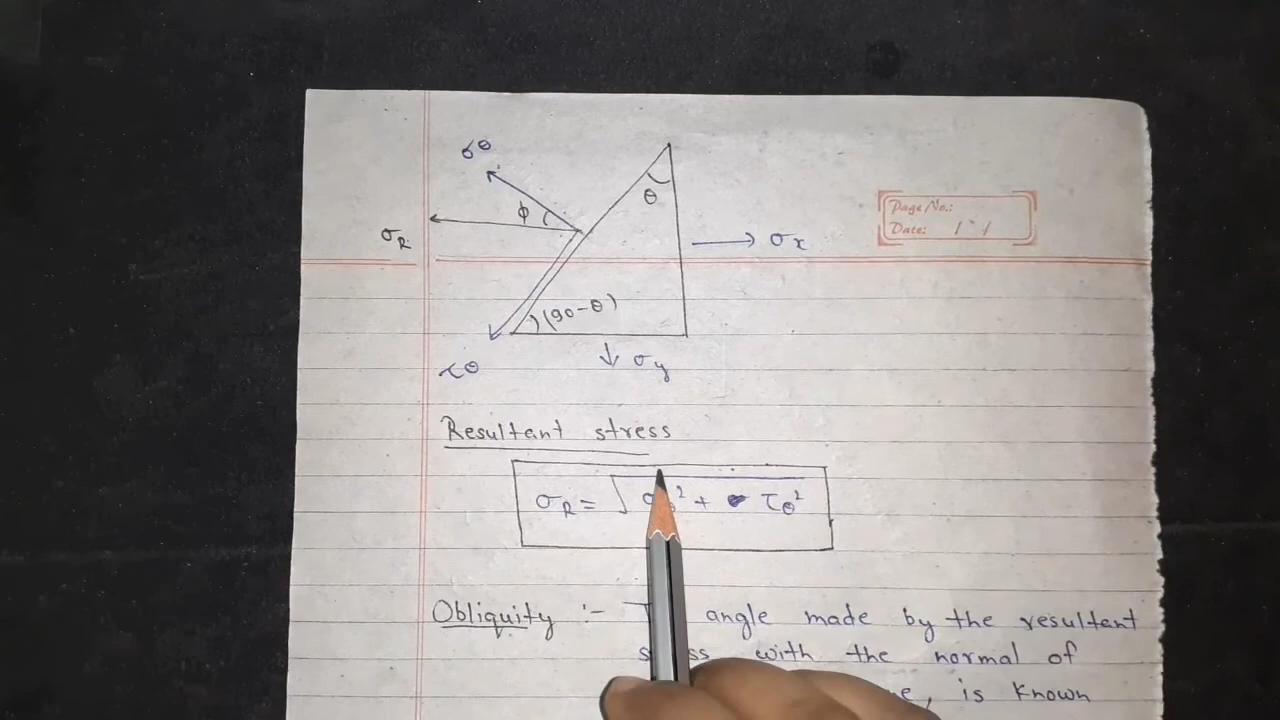 σθ
θ
Page No.:
Date: / /
φ
σR
σx
(90-θ)
σy
τθ
Resultant stress
σR = √ σ ² + τθ²
Obliquity :- angle made by the resultant
with the normal of
is known